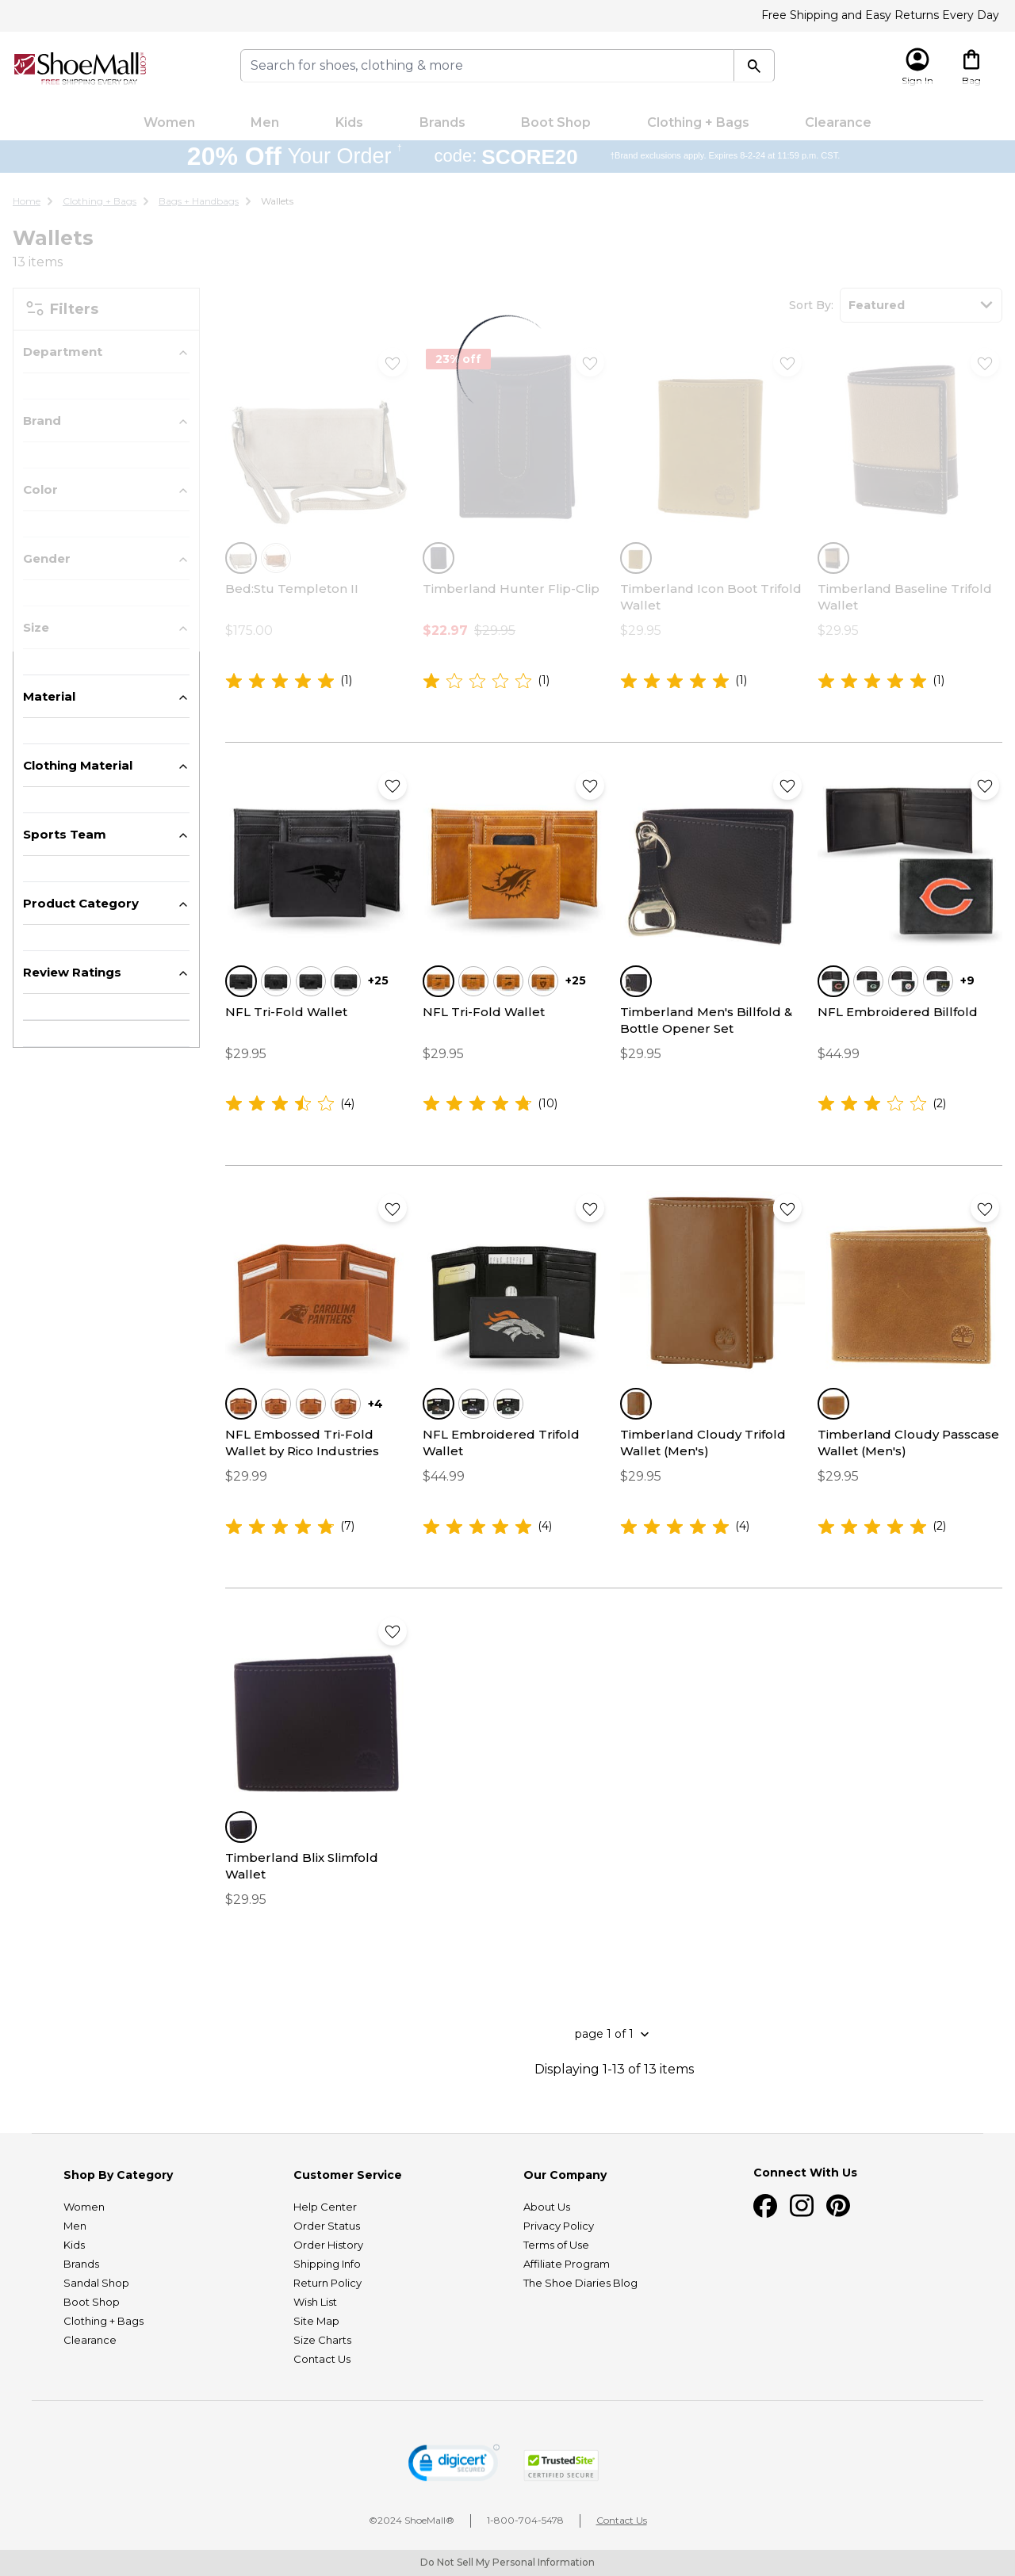 Free Shipping and Easy Returns Every Day
ShoeMall.com
FREE SHIPPING EVERY DAY
Search for shoes, clothing & more
Sign In
Bag
Women
Men
Kids
Brands
Boot Shop
Clothing + Bags
Clearance
20% Off Your Order † code: SCORE20 †Brand exclusions apply. Expires 8-2-24 at 11:59 p.m. CST.
Home
Clothing + Bags
Bags + Handbags
Wallets
Wallets
13 items
Filters
Department
Brand
Color
Gender
Size
Material
Clothing Material
Sports Team
Product Category
Review Ratings
Sort By: Featured
Bed:Stu Templeton II
$175.00
(1)
23% off
Timberland Hunter Flip-Clip
$22.97 $29.95
(1)
Timberland Icon Boot Trifold
Wallet
$29.95
(1)
Timberland Baseline Trifold
Wallet
$29.95
(1)
+25
NFL Tri-Fold Wallet
$29.95
(4)
+25
NFL Tri-Fold Wallet
$29.95
(10)
Timberland Men's Billfold &
Bottle Opener Set
$29.95
+9
NFL Embroidered Billfold
$44.99
(2)
CAROLINA
PANTHERS
+4
NFL Embossed Tri-Fold
Wallet by Rico Industries
$29.99
(7)
NFL Embroidered Trifold
Wallet
$44.99
(4)
Timberland Cloudy Trifold
Wallet (Men's)
$29.95
(4)
Timberland Cloudy Passcase
Wallet (Men's)
$29.95
(2)
Timberland Blix Slimfold
Wallet
$29.95
page 1 of 1
Displaying 1-13 of 13 items
Shop By Category
Women
Men
Kids
Brands
Sandal Shop
Boot Shop
Clothing + Bags
Clearance
Customer Service
Help Center
Order Status
Order History
Shipping Info
Return Policy
Wish List
Site Map
Size Charts
Contact Us
Our Company
About Us
Privacy Policy
Terms of Use
Affiliate Program
The Shoe Diaries Blog
Connect With Us
digicert
SECURED
TrustedSite
CERTIFIED SECURE
©2024 ShoeMall®
1-800-704-5478
Contact Us
Do Not Sell My Personal Information